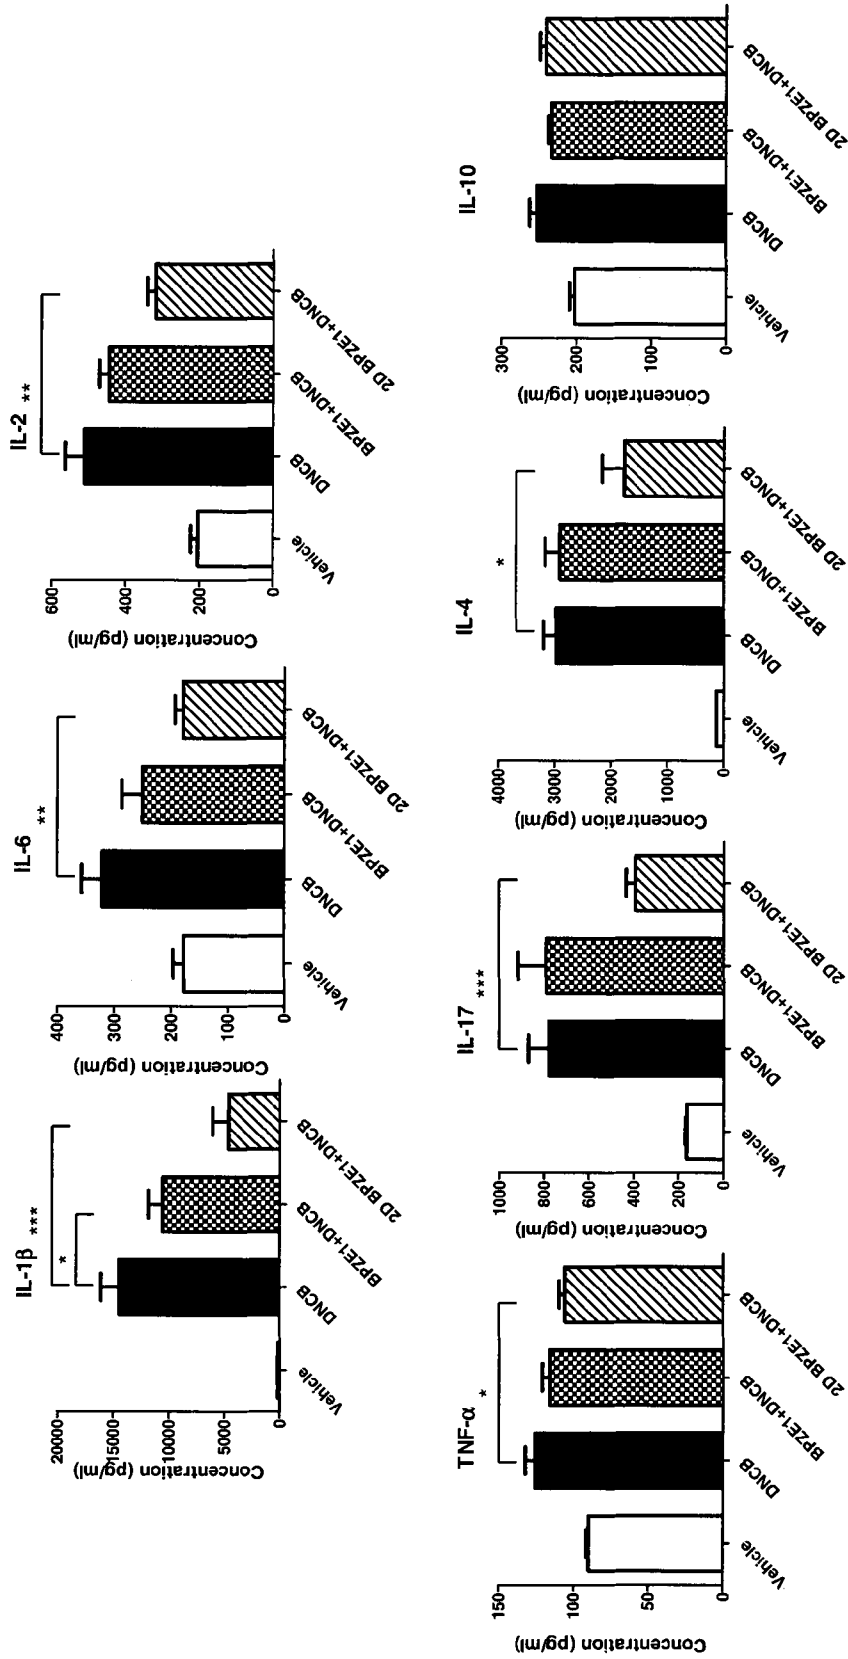 IL-1β
***
*
Concentration (pg/ml)
20000
15000
10000
5000
0
Vehicle
DNCB
BPZE1+DNCB
2D BPZE1+DNCB
IL-6
**
Concentration (pg/ml)
400
300
200
100
0
Vehicle
DNCB
BPZE1+DNCB
2D BPZE1+DNCB
IL-2
**
Concentration (pg/ml)
600
400
200
0
Vehicle
DNCB
BPZE1+DNCB
2D BPZE1+DNCB
TNF-α
*
Concentration (pg/ml)
150
100
50
0
Vehicle
DNCB
BPZE1+DNCB
2D BPZE1+DNCB
IL-17
***
Concentration (pg/ml)
1000
800
600
400
200
0
Vehicle
DNCB
BPZE1+DNCB
2D BPZE1+DNCB
IL-4
*
Concentration (pg/ml)
4000
3000
2000
1000
0
Vehicle
DNCB
BPZE1+DNCB
2D BPZE1+DNCB
IL-10
Concentration (pg/ml)
300
200
100
0
Vehicle
DNCB
BPZE1+DNCB
2D BPZE1+DNCB